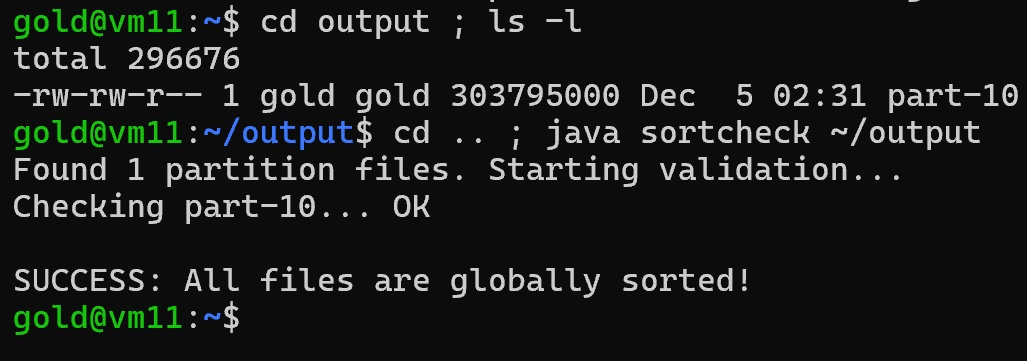 gold@vm11:~$ cd output ; ls -l
total 296676
-rw-rw-r-- 1 gold gold 303795000 Dec  5 02:31 part-10
gold@vm11:~/output$ cd .. ; java sortcheck ~/output
Found 1 partition files. Starting validation...
Checking part-10... OK

SUCCESS: All files are globally sorted!
gold@vm11:~$